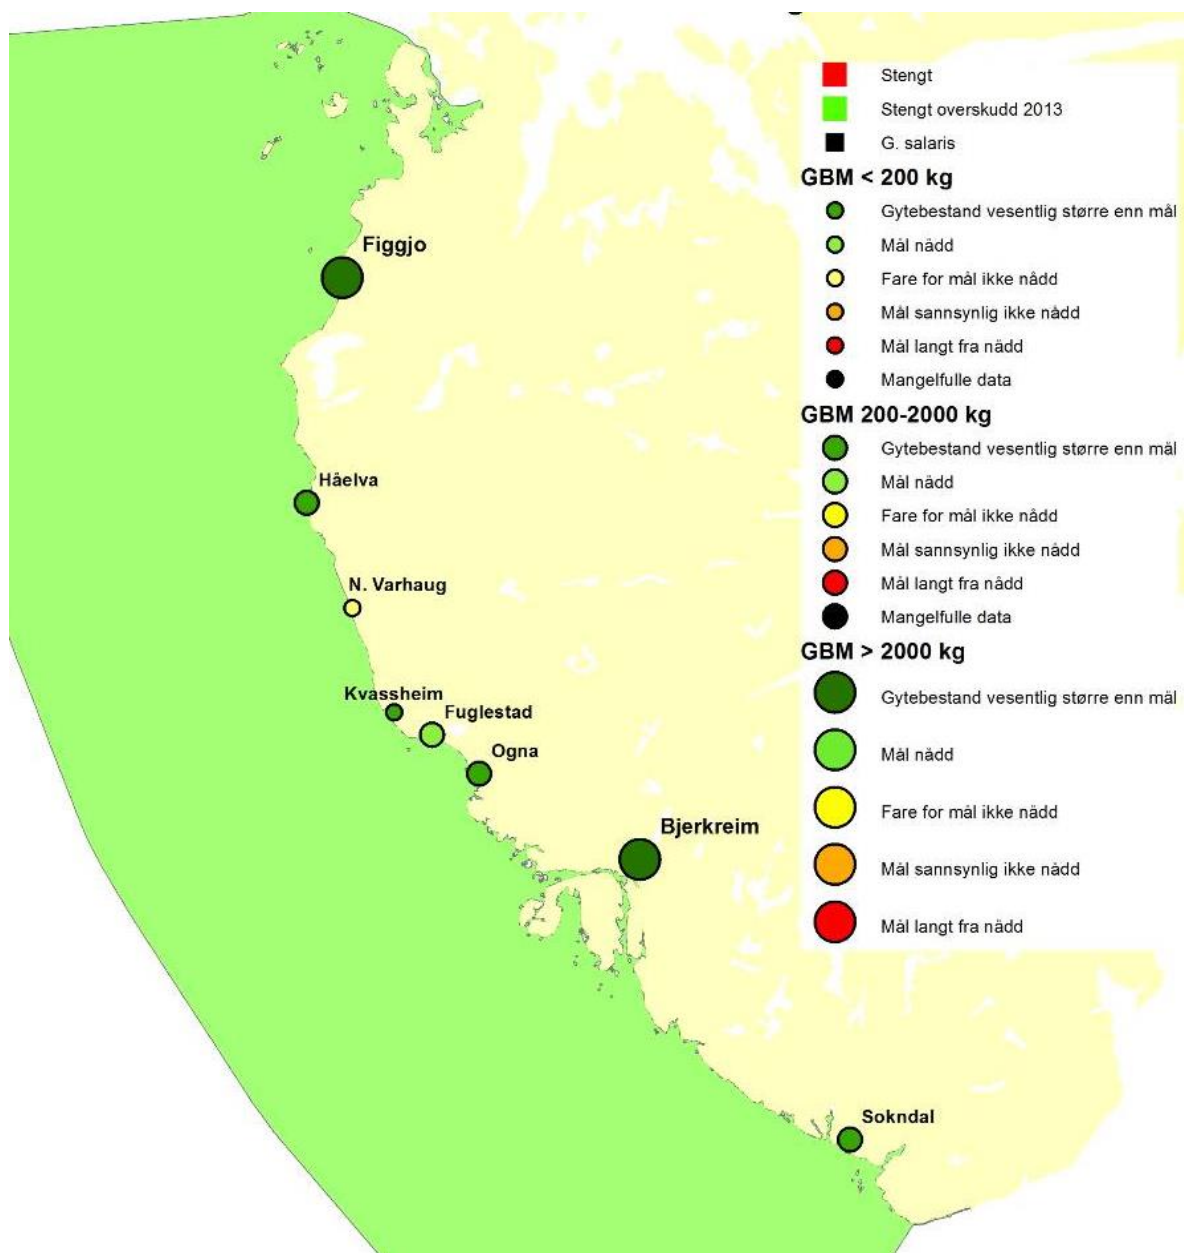 Stengt
Stengt overskudd 2013
G. salaris
GBM < 200 kg
Gytebestand vesentlig større enn mål
Mål nådd
Fare for mål ikke nådd
Mål sannsynlig ikke nådd
Mål langt fra nådd
Mangelfulle data
GBM 200-2000 kg
Gytebestand vesentlig større enn mål
Mål nådd
Fare for mål ikke nådd
Mål sannsynlig ikke nådd
Mål langt fra nådd
Mangelfulle data
GBM > 2000 kg
Gytebestand vesentlig større enn mål
Mål nådd
Fare for mål ikke nådd
Mål sannsynlig ikke nådd
Mål langt fra nådd
Figgjo
Håelva
N. Varhaug
Kvassheim
Fuglestad
Ogna
Bjerkreim
Sokndal